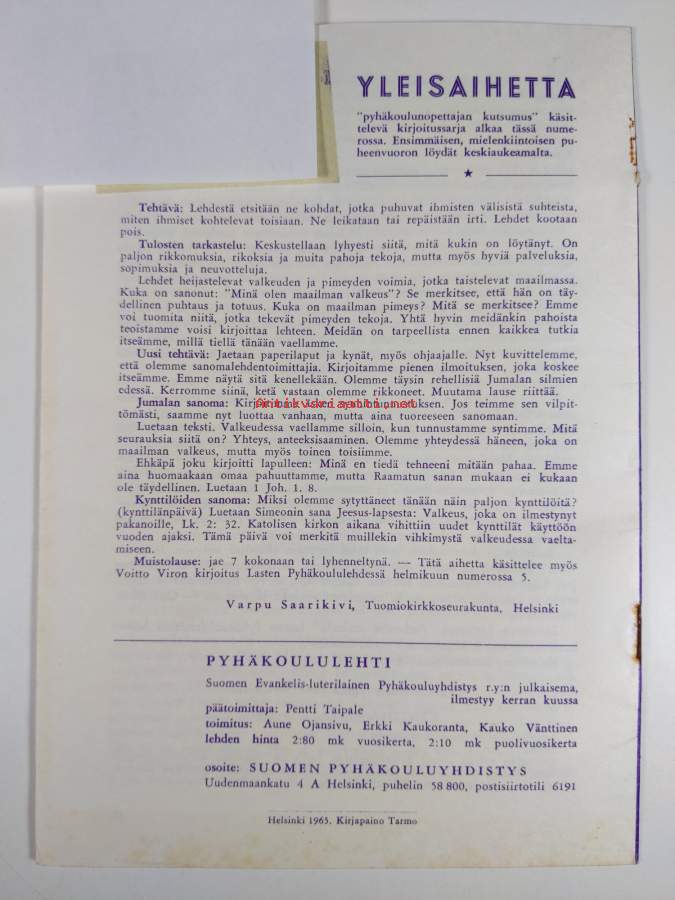 YLEISAIHETTA
"pyhäkoulunopettajan kutsumus" käsit-
televä kirjoitussarja alkaa tässä nume-
rossa. Ensimmäisen, mielenkiintoisen pu-
heenvuoron löydät keskiaukeamalta.
Tehtävä: Lehdestä etsitään ne kohdat, jotka puhuvat ihmisten välisistä suhteista,
miten ihmiset kohtelevat toisiaan. Ne leikataan tai repäistään irti. Lehdet kootaan
pois.
Tulosten tarkastelu: Keskustellaan lyhyesti siitä, mitä kukin on löytänyt. On
paljon rikkomuksia, rikoksia ja muita pahoja tekoja, mutta myös hyviä palveluksia,
sopimuksia ja neuvotteluja.
Lehdet heijastelevat valkeuden ja pimeyden voimia, jotka taistelevat maailmassa.
Kuka on sanonut: "Minä olen maailman valkeus"? Se merkitsee, että hän on täy-
dellinen puhtaus ja totuus. Kuka on maailman pimeys? Mitä se merkitsee? Emme
voi tuomita niitä, jotka tekevät pimeyden tekoja. Yhtä hyvin meidänkin pahoista
teoistamme voisi kirjoittaa lehteen. Meidän on tarpeellista ennen kaikkea tutkia
itseämme, millä tiellä tänään vaellamme.
Uusi tehtävä: Jaetaan paperilaput ja kynät, myös ohjaajalle. Nyt kuvittelemme,
että olemme sanomalehdentoimittajia. Kirjoitamme pienen ilmoituksen, joka koskee
itseämme. Emme näytä sitä kenellekään. Olemme täysin rehellisiä Jumalan silmien
edessä. Kerromme siinä, ketä vastaan olemme rikkoneet. Muutama lause riittää.
Jumalan sanoma: Kirjoitimme äsken synnintunnustuksen. Jos teimme sen vilpit-
tömästi, saamme nyt luottaa vanhaan, mutta aina tuoreeseen sanomaan.
Antikvskriyahti.net
Luetaan teksti. Valkeudessa vaellamme silloin, kun tunnustamme syntimme. Mitä
seurauksia siitä on? Yhteys, anteeksisaaminen. Olemme yhteydessä häneen, joka on
maailman valkeus, mutta myös toinen toisiimme.
Ehkäpä joku kirjoitti lapulleen: Minä en tiedä tehneeni mitään pahaa. Emme
aina huomaakaan omaa pahuuttamme, mutta Raamatun sanan mukaan ei kukaan
ole täydellinen. Luetaan 1 Joh. 1. 8.
Kynttilöiden sanoma: Miksi olemme sytyttäneet tänään näin paljon kynttilöitä?
(kynttilänpäivä) Luetaan Simeonin sana Jeesus-lapsesta: Valkeus, joka on ilmestynyt
pakanoille, Lk. 2: 32. Katolisen kirkon aikana vihittiin uudet kynttilät käyttöön
vuoden ajaksi. Tämä päivä voi merkitä muillekin vihkimystä valkeudessa vaelta-
miseen.
Muistolause: jae 7 kokonaan tai lyhenneltynä. — Tätä aihetta käsittelee myös
Voitto Viron kirjoitus Lasten Pyhäkoululehdessä helmikuun numerossa 5.
Varpu Saarikivi, Tuomiokirkkoseurakunta, Helsinki
PYHÄKOULULEHTI
Suomen Evankelis-luterilainen Pyhäkouluyhdistys r.y:n julkaisema,
ilmestyy kerran kuussa
päätoimittaja: Pentti Taipale
toimitus: Aune Ojansivu, Erkki Kaukoranta, Kauko Vänttinen
lehden hinta 2:80 mk vuosikerta, 2:10 mk puolivuosikerta
osoite: SUOMEN PYHÄKOULUYHDISTYS
Uudenmaankatu 4 A Helsinki, puhelin 58 800, postisiirtotili 6191
Helsinki 1965. Kirjapaino Tarmo